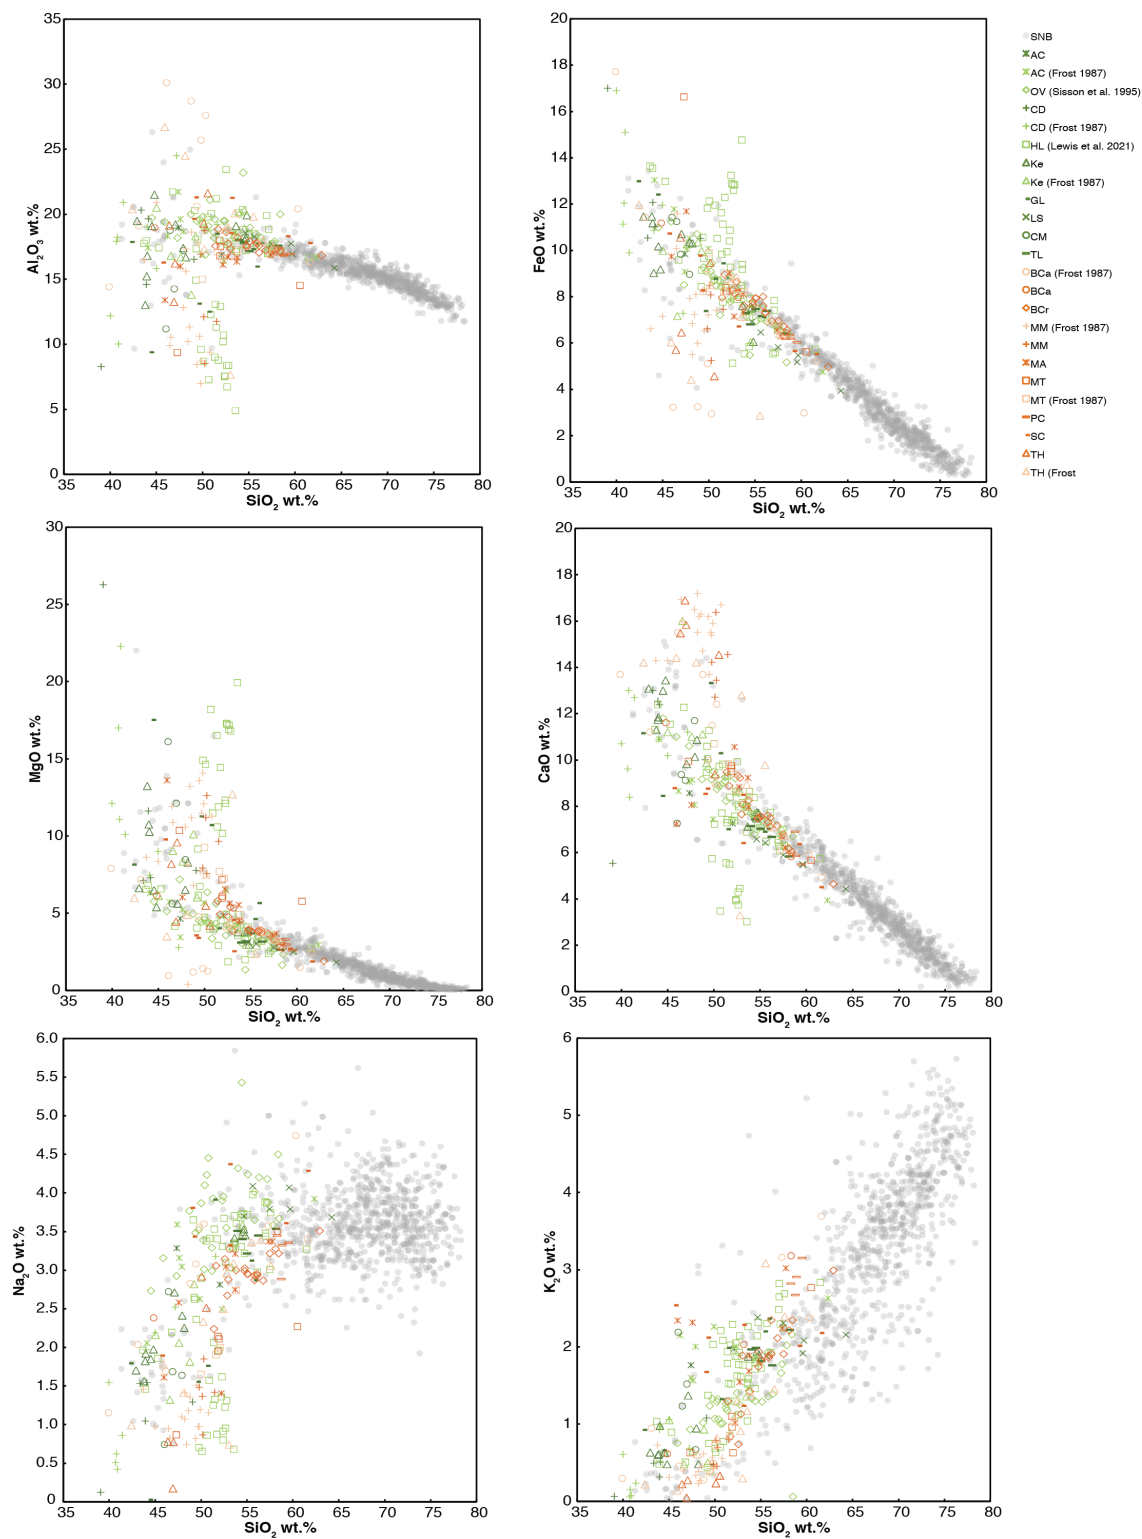 35
30
25
20
15
10
5
0
Al2O3 wt.%
35 40 45 50 55 60 65 70 75 80
SiO2 wt.%
20
18
16
14
12
10
8
6
4
2
0
FeO wt.%
35 40 45 50 55 60 65 70 75 80
SiO2 wt.%
SNB
AC
AC (Frost 1987)
OV (Sisson et al. 1995)
CD
CD (Frost 1987)
HL (Lewis et al. 2021)
Ke
Ke (Frost 1987)
GL
LS
CM
TL
BCa (Frost 1987)
BCa
BCr
MM (Frost 1987)
MM
MA
MT
MT (Frost 1987)
PC
SC
TH
TH (Frost
30
25
20
15
10
5
0
MgO wt.%
35 40 45 50 55 60 65 70 75 80
SiO2 wt.%
20
18
16
14
12
10
8
6
4
2
0
CaO wt.%
35 40 45 50 55 60 65 70 75 80
SiO2 wt.%
6.0
5.5
5.0
4.5
4.0
3.5
3.0
2.5
2.0
1.5
1.0
0.5
0
Na2O wt.%
35 40 45 50 55 60 65 70 75 80
SiO2 wt.%
6
5
4
3
2
1
0
K2O wt.%
35 40 45 50 55 60 65 70 75 80
SiO2 wt.%